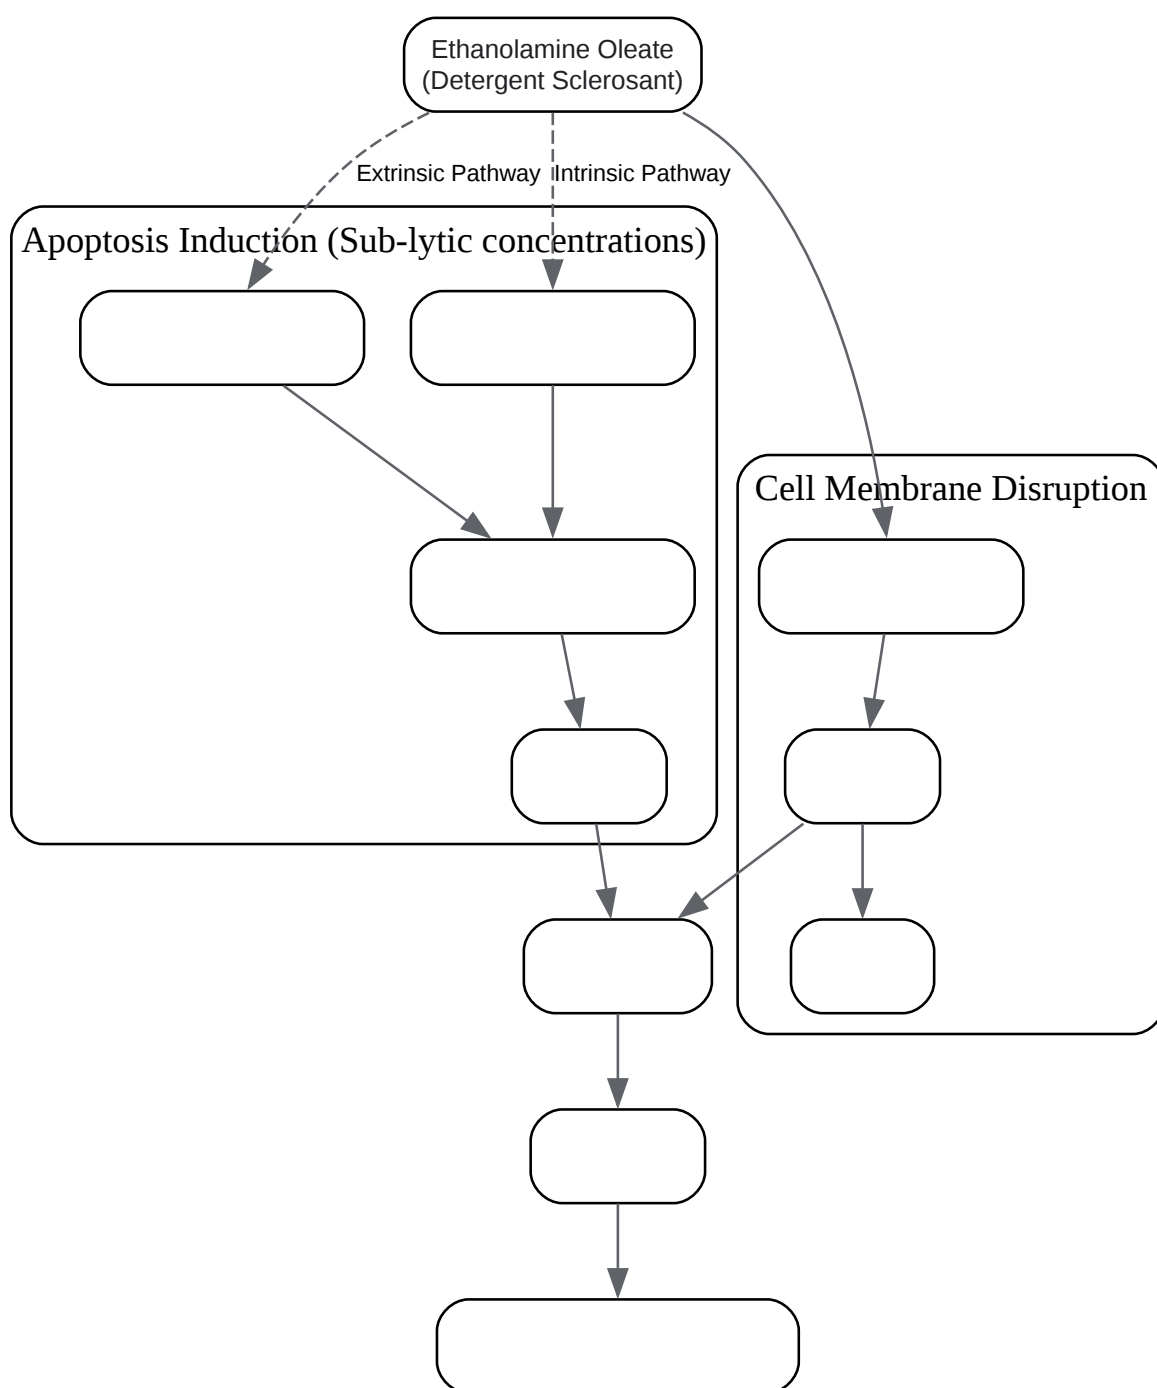 Ethanolamine Oleate
(Detergent Sclerosant)
Extrinsic Pathway
Intrinsic Pathway
Apoptosis Induction (Sub-lytic concentrations)
Cell Membrane Disruption